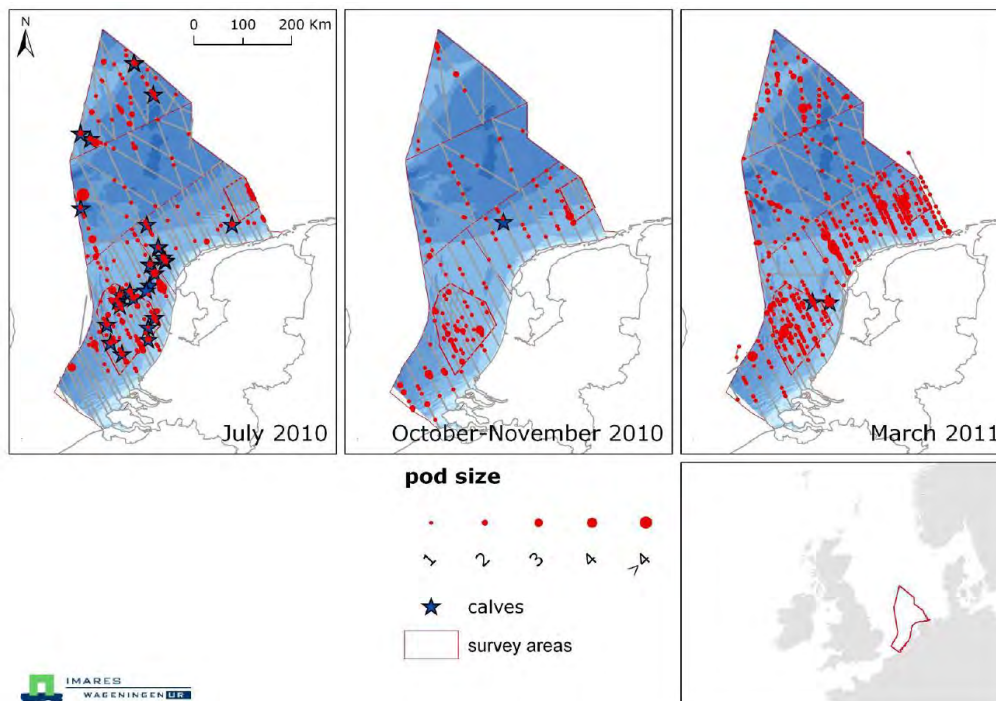 N
0 100 200 Km
July 2010
October-November 2010
March 2011
pod size
1 2 3 4 >4
calves
survey areas
IMARES
WAGENINGEN UR